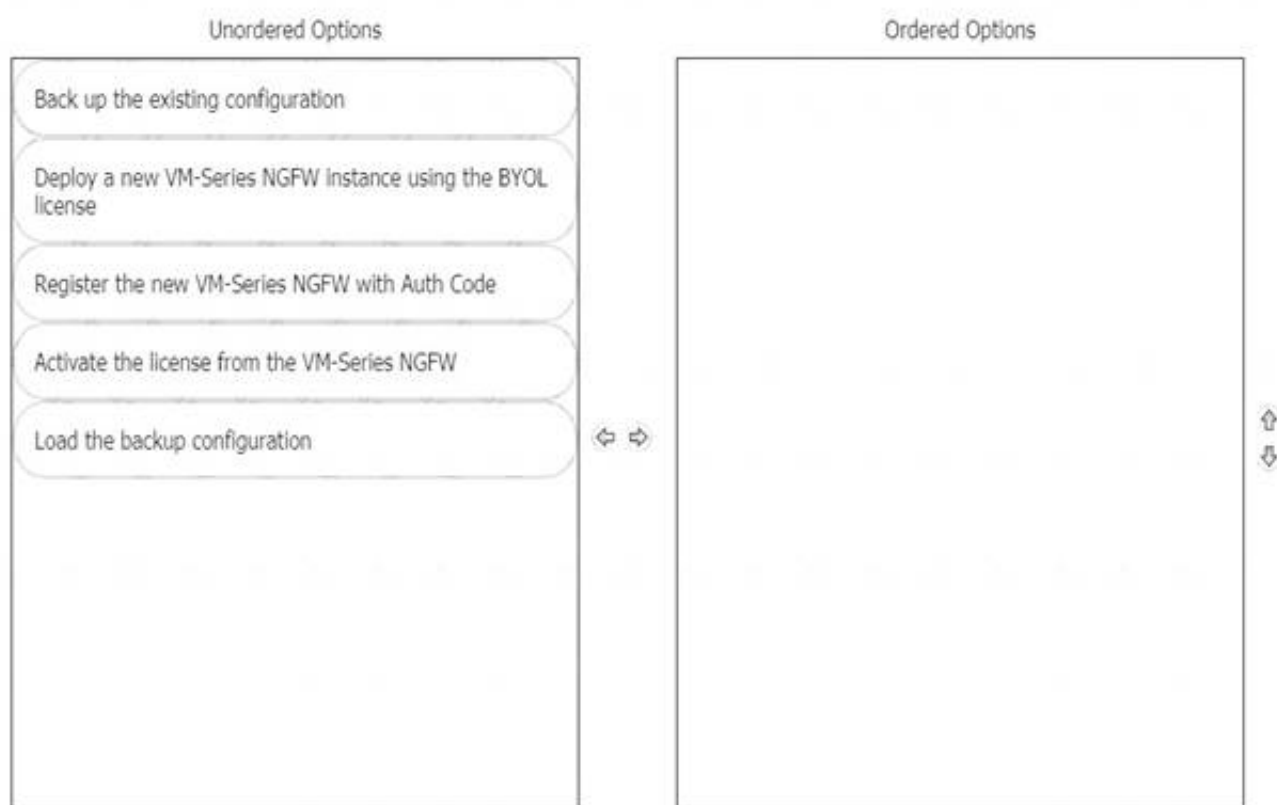 Unordered Options
Ordered Options
Back up the existing configuration
Deploy a new VM-Series NGFW instance using the BYOL
license
Register the new VM-Series NGFW with Auth Code
Activate the license from the VM-Series NGFW
Load the backup configuration